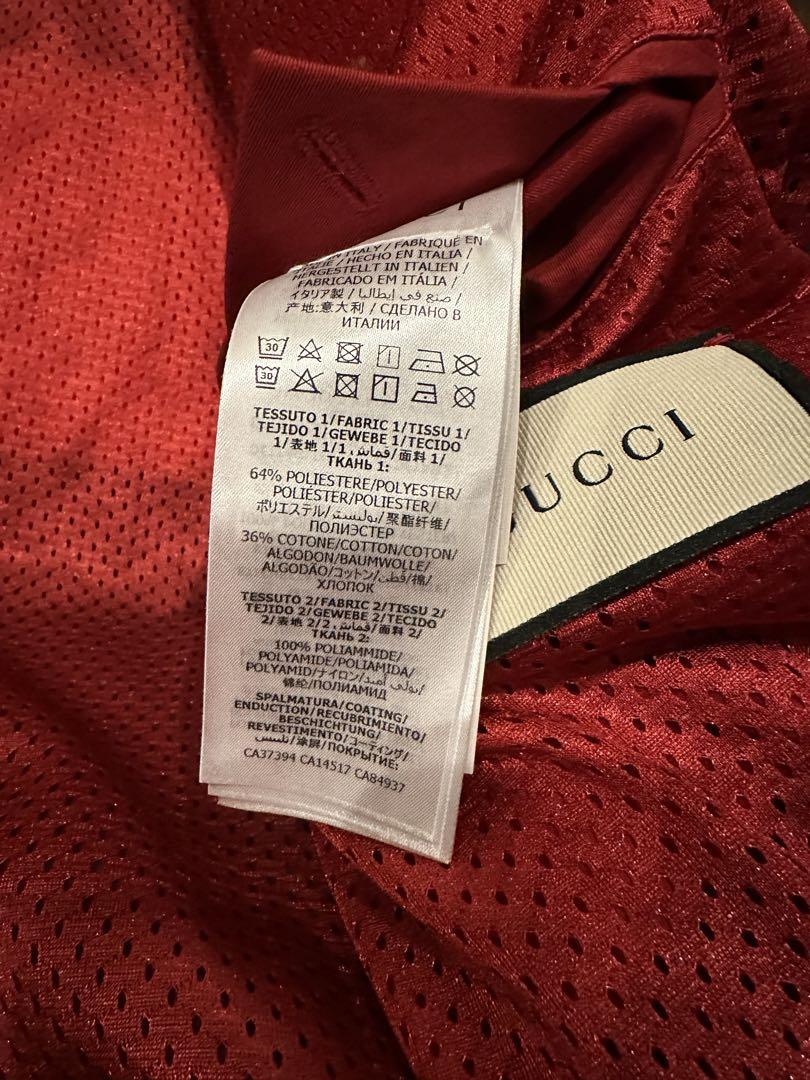 ITALY / FABRIQUÉ EN
ITALIE / HECHO EN ITALIA /
HERGESTELLT IN ITALIEN /
FABRICADO EM ITÁLIA /
イタリア製 / صنع في إيطاليا /
产地:意大利 / СДЕЛАНО В
ИТАЛИИ
30
30
TESSUTO 1/FABRIC 1/TISSU 1/
TEJIDO 1/GEWEBE 1/TECIDO
1/表地 1/قماش 1/面料 1/
ТКАНЬ 1:
64% POLIESTERE/POLYESTER/
POLIÉSTER/POLIESTER/
ポリエステル/بوليستر/聚酯纤维/
ПОЛИЭСТЕР
36% COTONE/COTTON/COTON/
ALGODON/BAUMWOLLE/
ALGODÃO/コットン/قطن/棉/
ХЛОПОК
TESSUTO 2/FABRIC 2/TISSU 2/
TEJIDO 2/GEWEBE 2/TECIDO
2/表地 2/قماش 2/面料 2/
ТКАНЬ 2:
100% POLIAMMIDE/
POLYAMIDE/POLIAMIDA/
POLYAMID/ナイロン/بولي أميد/
锦纶/ПОЛИАМИД
SPALMATURA/COATING/
ENDUCTION/RECUBRIMIENTO/
BESCHICHTUNG/
REVESTIMENTO/コーティング/
تلبيس/涂层/ПОКРЫТИЕ:
CA37394 CA14517 CA84937
GUCCI